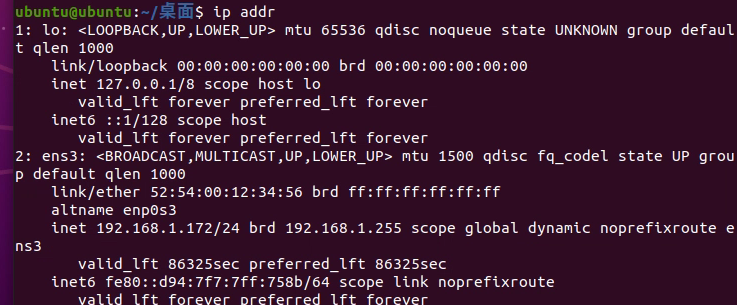 ubuntu@ubuntu:~/桌面$ ip addr
1: lo: <LOOPBACK,UP,LOWER_UP> mtu 65536 qdisc noqueue state UNKNOWN group defaul
t qlen 1000
    link/loopback 00:00:00:00:00:00 brd 00:00:00:00:00:00
    inet 127.0.0.1/8 scope host lo
       valid_lft forever preferred_lft forever
    inet6 ::1/128 scope host
       valid_lft forever preferred_lft forever
2: ens3: <BROADCAST,MULTICAST,UP,LOWER_UP> mtu 1500 qdisc fq_codel state UP grou
p default qlen 1000
    link/ether 52:54:00:12:34:56 brd ff:ff:ff:ff:ff:ff
    altname enp0s3
    inet 192.168.1.172/24 brd 192.168.1.255 scope global dynamic noprefixroute e
ns3
       valid_lft 86325sec preferred_lft 86325sec
    inet6 fe80::d94:7f7:7ff:758b/64 scope link noprefixroute
       valid_lft forever preferred_lft forever